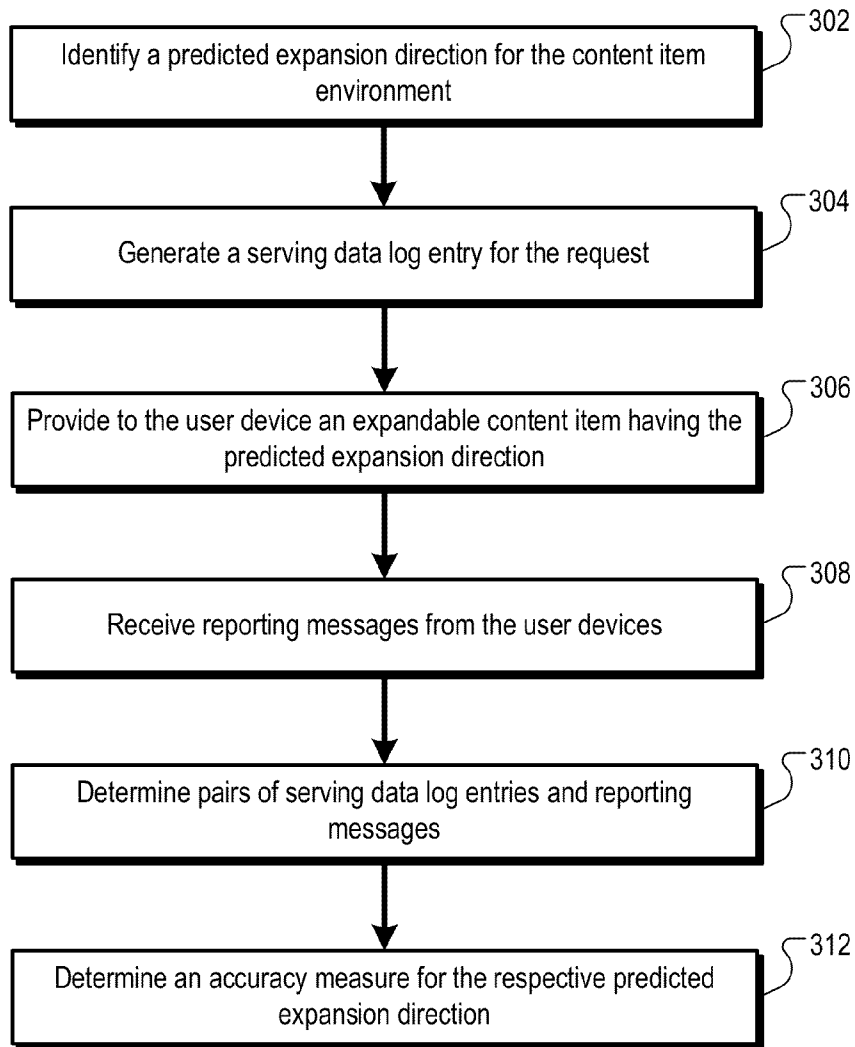 302
Identify a predicted expansion direction for the content item
environment
304
Generate a serving data log entry for the request
306
Provide to the user device an expandable content item having the
predicted expansion direction
308
Receive reporting messages from the user devices
310
Determine pairs of serving data log entries and reporting
messages
312
Determine an accuracy measure for the respective predicted
expansion direction